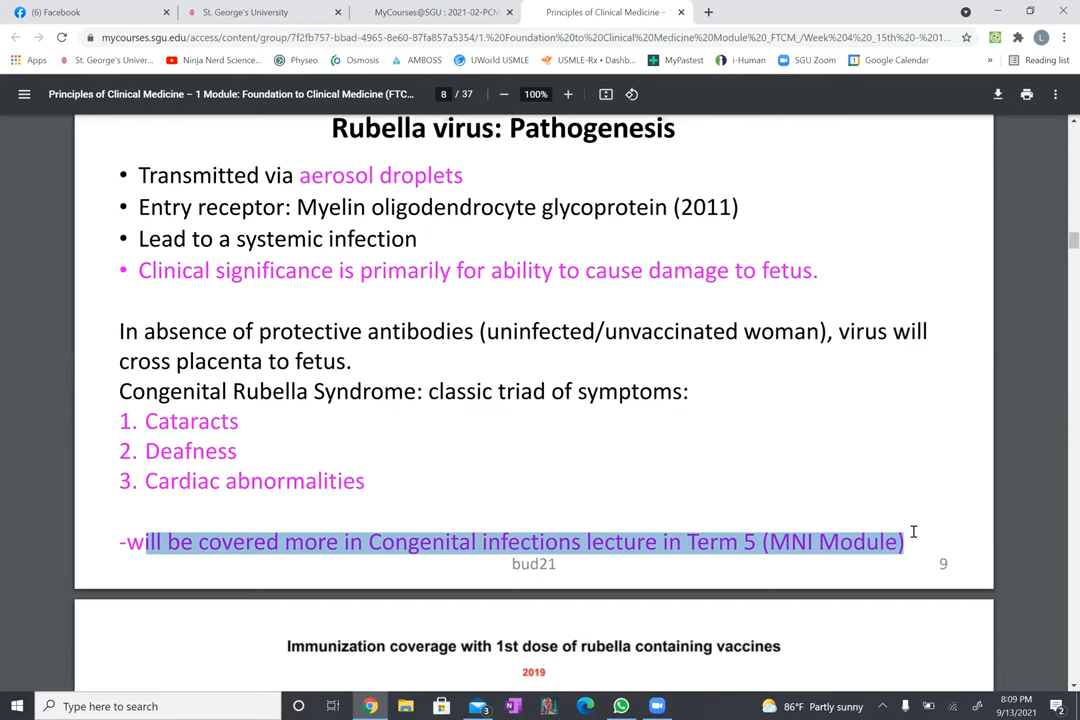 (6) Facebook
St. George's University
MyCourses@SGU : 2021-02-PCM
Principles of Clinical Medicine –
mycourses.sgu.edu/access/content/group/7f2fb757-bbad-4965-8e60-87fa857a5354/1.%20Foundation%20to%20Clinical%20Medicine%20Module%20_FTCM_/Week%204%20_15th%20-%201...
Apps
St. George's Univer...
Ninja Nerd Science...
Physeo
Osmosis
AMBOSS
UWorld USMLE
USMLE-Rx • Dashb...
MyPastest
i-Human
SGU Zoom
Google Calendar
»
Reading list
Principles of Clinical Medicine – 1 Module: Foundation to Clinical Medicine (FTC...
8 / 37
100%
Rubella virus: Pathogenesis
• Transmitted via aerosol droplets
• Entry receptor: Myelin oligodendrocyte glycoprotein (2011)
• Lead to a systemic infection
• Clinical significance is primarily for ability to cause damage to fetus.
In absence of protective antibodies (uninfected/unvaccinated woman), virus will
cross placenta to fetus.
Congenital Rubella Syndrome: classic triad of symptoms:
1. Cataracts
2. Deafness
3. Cardiac abnormalities
-will be covered more in Congenital infections lecture in Term 5 (MNI Module)
bud21
9
Immunization coverage with 1st dose of rubella containing vaccines
2019
Type here to search
86°F Partly sunny
8:09 PM
9/13/2021